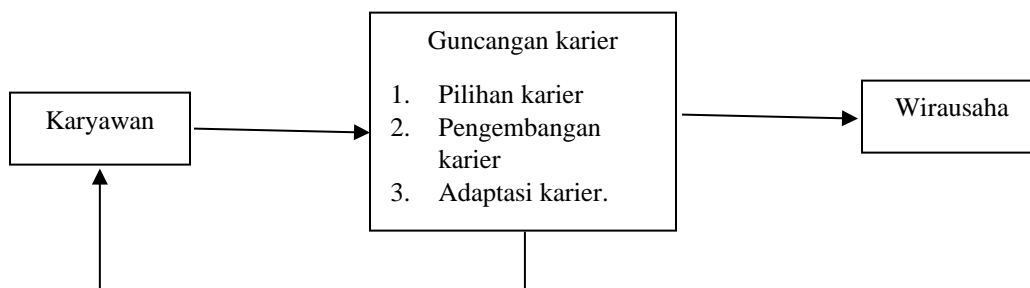 Guncangan karier
Karyawan
1. Pilihan karier
2. Pengembangan
karier
3. Adaptasi karier.
Wirausaha